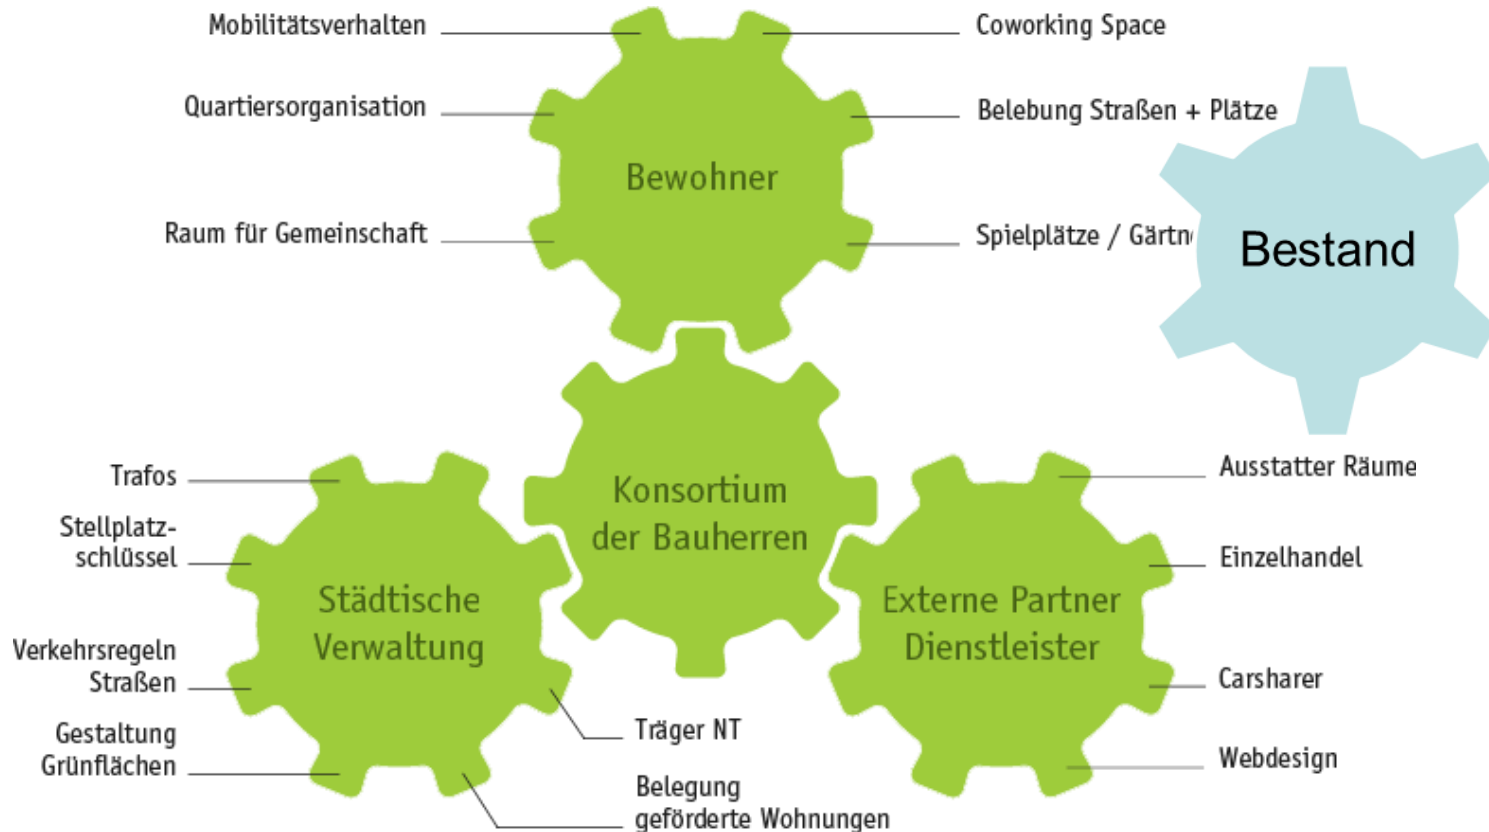 Mobilitätsverhalten
Coworking Space
Quartiersorganisation
Belebung Straßen + Plätze
Bewohner
Raum für Gemeinschaft
Spielplätze /
Bestand
Trafos
Stellplatz-
schlüssel
Verkehrsregeln
Straßen
Gestaltung
Grünflächen
Städtische
Verwaltung
Konsortium
der Bauherren
Träger NT
Belegung
geförderte Wohnungen
Externe Partner
Dienstleister
Ausstatter Räume
Einzelhandel
Carsharer
Webdesign